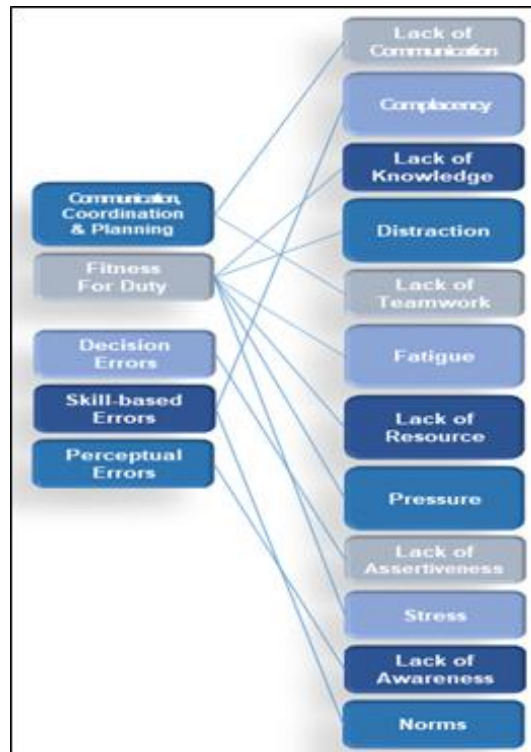 Communication,
Coordination
& Planning
Fitness
For Duty
Decision
Errors
Skill-based
Errors
Perceptual
Errors
Lack of
Communication
Complacency
Lack of
Knowledge
Distraction
Lack of
Teamwork
Fatigue
Lack of
Resource
Pressure
Lack of
Assertiveness
Stress
Lack of
Awareness
Norms